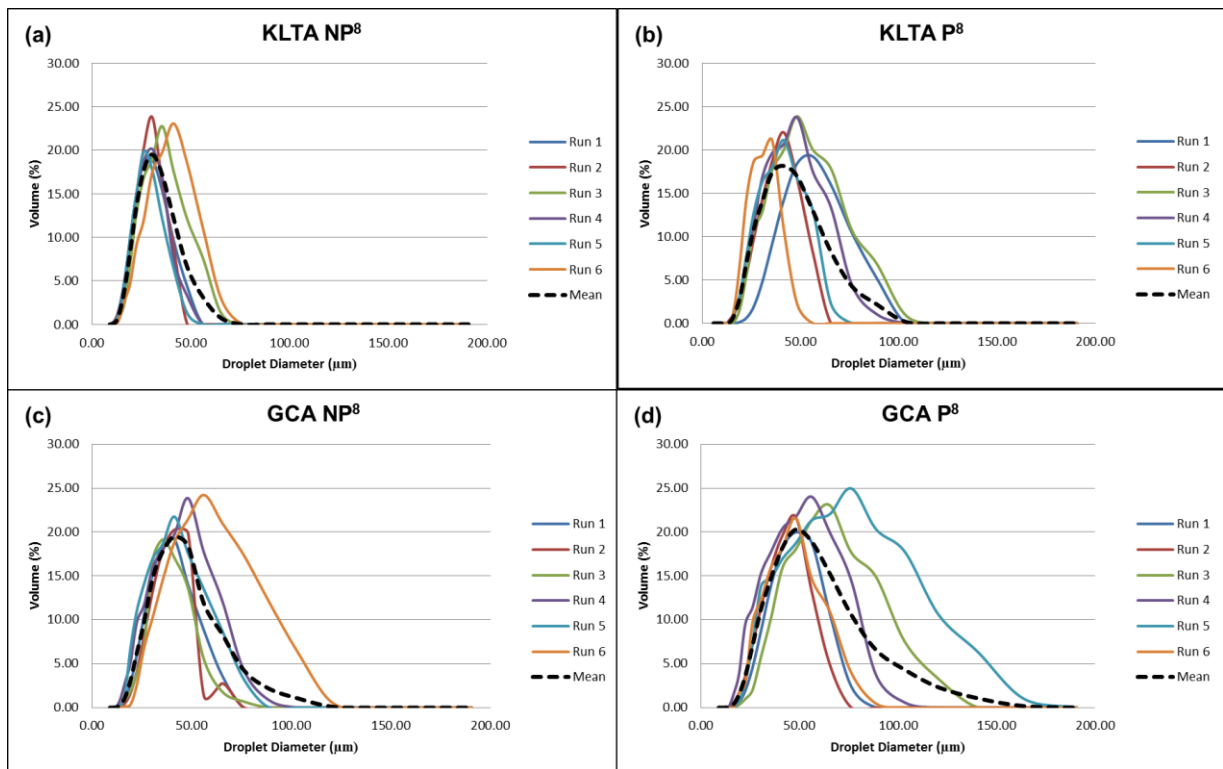 (a) KLTA NP⁸
30.00
25.00
20.00
15.00
10.00
5.00
0.00
Volume (%)
0.00 50.00 100.00 150.00 200.00
Droplet Diameter (µm)
Run 1
Run 2
Run 3
Run 4
Run 5
Run 6
Mean
(b) KLTA P⁸
30.00
25.00
20.00
15.00
10.00
5.00
0.00
Volume (%)
0.00 50.00 100.00 150.00 200.00
Droplet Diameter (µm)
Run 1
Run 2
Run 3
Run 4
Run 5
Run 6
Mean
(c) GCA NP⁸
30.00
25.00
20.00
15.00
10.00
5.00
0.00
Volume (%)
0.00 50.00 100.00 150.00 200.00
Droplet Diameter (µm)
Run 1
Run 2
Run 3
Run 4
Run 5
Run 6
Mean
(d) GCA P⁸
30.00
25.00
20.00
15.00
10.00
5.00
0.00
Volume (%)
0.00 50.00 100.00 150.00 200.00
Droplet Diameter (µm)
Run 1
Run 2
Run 3
Run 4
Run 5
Run 6
Mean